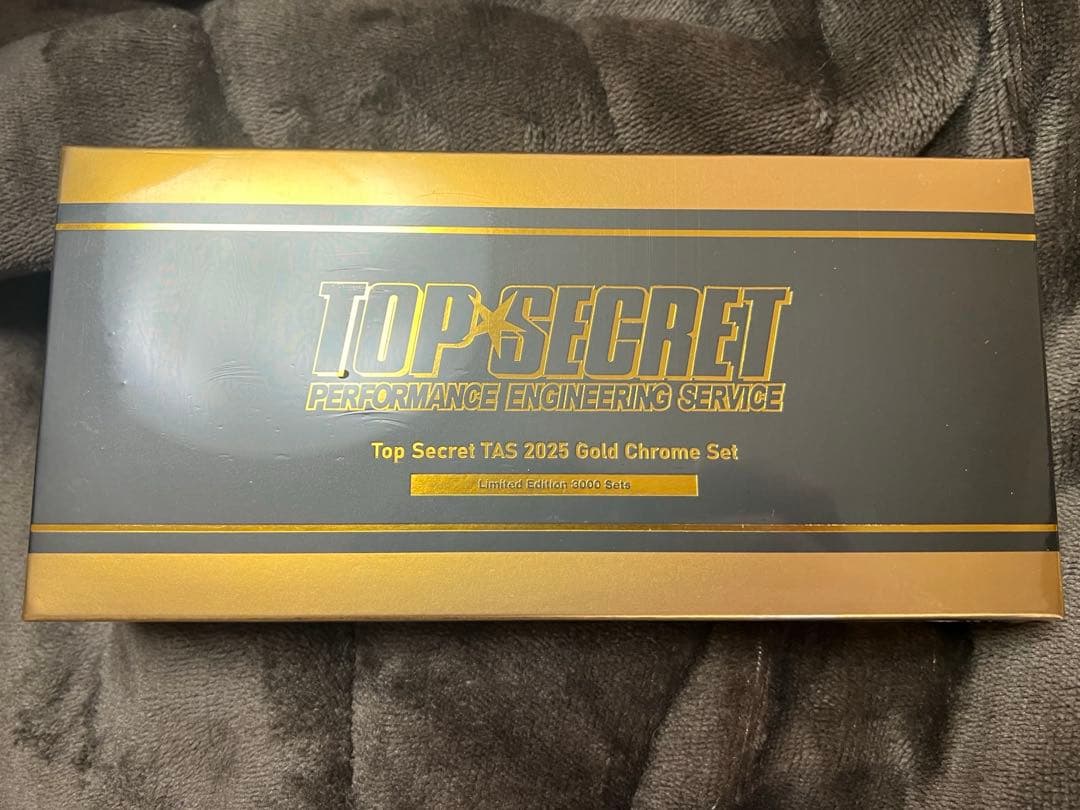 TOP SECRET
PERFORMANCE ENGINEERING SERVICE
Top Secret TAS 2025 Gold Chrome Set
Limited Edition 3000 Sets